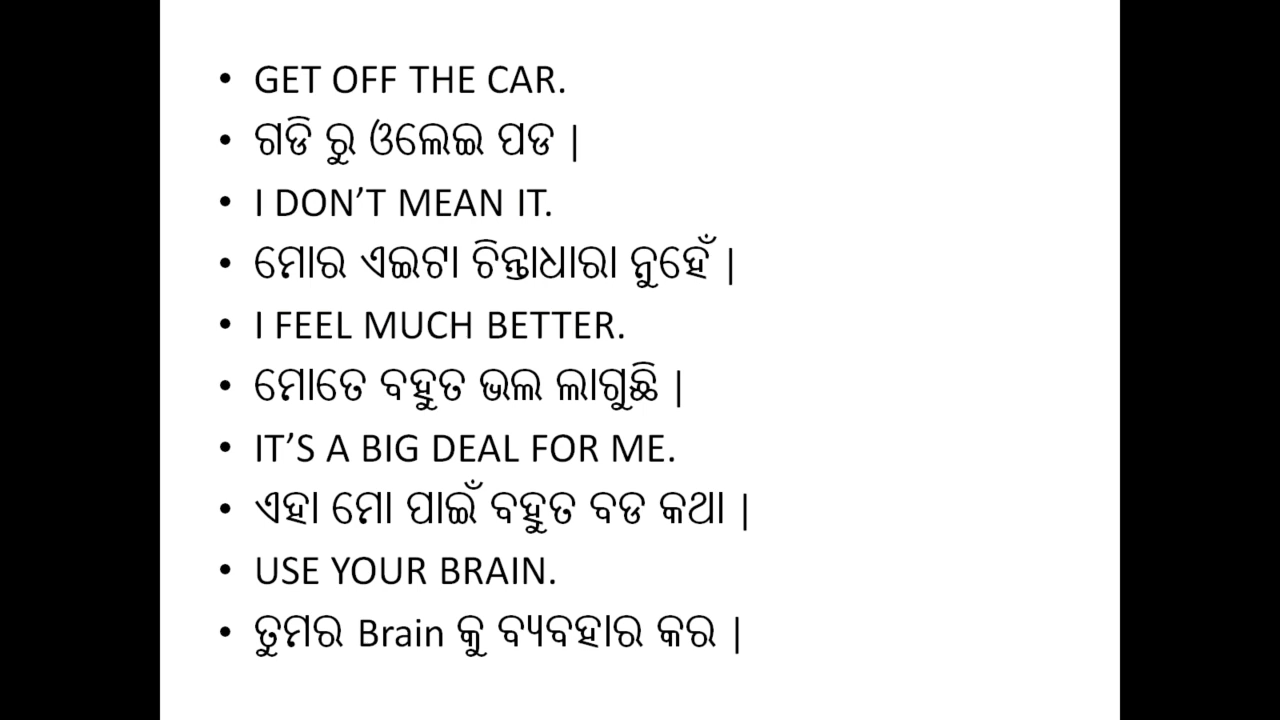 • GET OFF THE CAR.
• ଗଡି ରୁ ଓଲେଇ ପଡ |
• I DON’T MEAN IT.
• ମୋର ଏଇଟା ଚିନ୍ତାଧାରା ନୁହେଁ |
• I FEEL MUCH BETTER.
• ମୋତେ ବହୁତ ଭଲ ଲାଗୁଛି |
• IT’S A BIG DEAL FOR ME.
• ଏହା ମୋ ପାଇଁ ବହୁତ ବଡ କଥା |
• USE YOUR BRAIN.
• ତୁମର Brain କୁ ବ୍ୟବହାର କର |